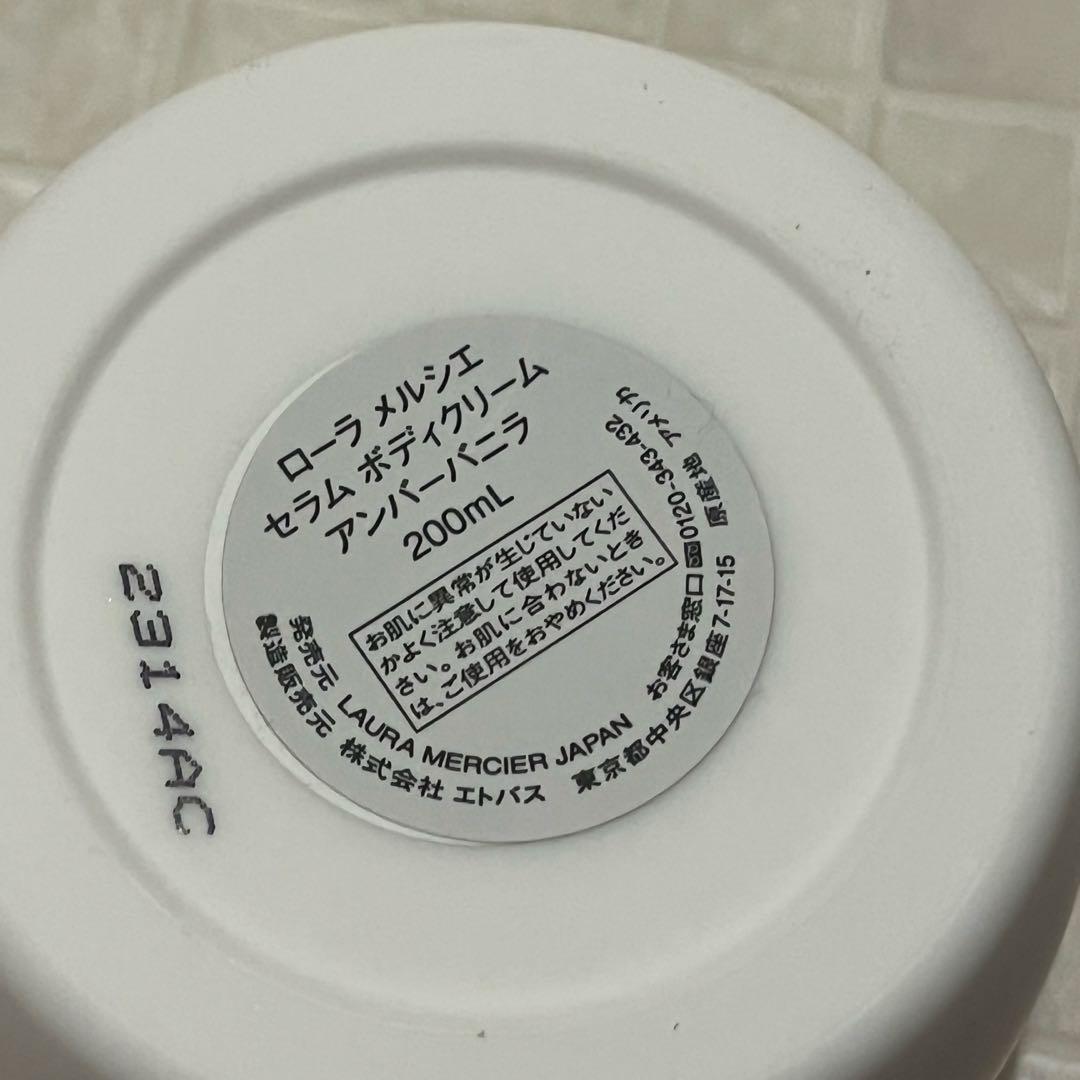 ローラ メルシエ
セラム ボディクリーム
アンバーバニラ
200mL
お肌に異常が生じていない
かよく注意して使用してくだ
さい。お肌に合わないとき
は、ご使用をおやめください。
発売元 LAURA MERCIER JAPAN お客さま窓口 0120-343-432
製造販売元 株式会社 エトバス 東京都中央区銀座7-17-15 原産地 アメリカ
2314AC